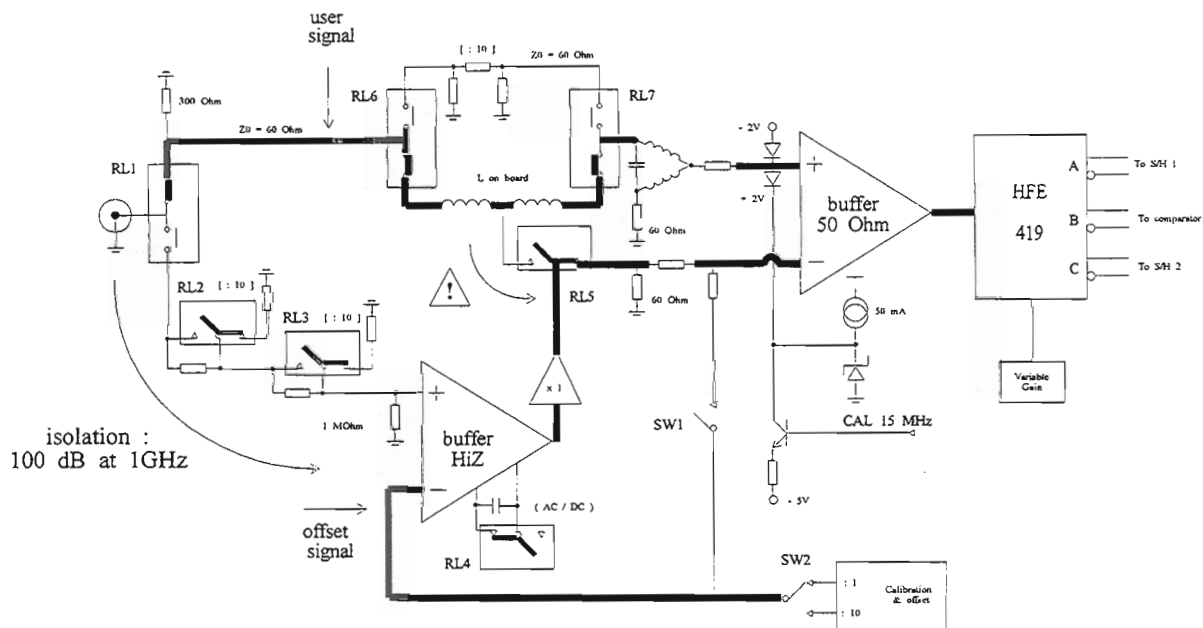 user
signal
[ : 10 ]
Z0 = 60 Ohm
RL6
RL7
300 Ohm
Z0 = 60 Ohm
RL1
L on board
- 2V
+ 2V
+
buffer
50 Ohm
−
HFE
419
A
B
C
To S/H 1
To comparator
To S/H 2
60 Ohm
RL5
60 Ohm
!
RL2
[ : 10 ]
RL3
[ : 10 ]
50 mA
Variable
Gain
x 1
1 MOhm
+
buffer
HiZ
−
SW1
CAL 15 MHz
isolation :
100 dB at 1GHz
- 5V
( AC / DC )
offset
signal
RL4
SW2
: 1
: 10
Calibration
& offset